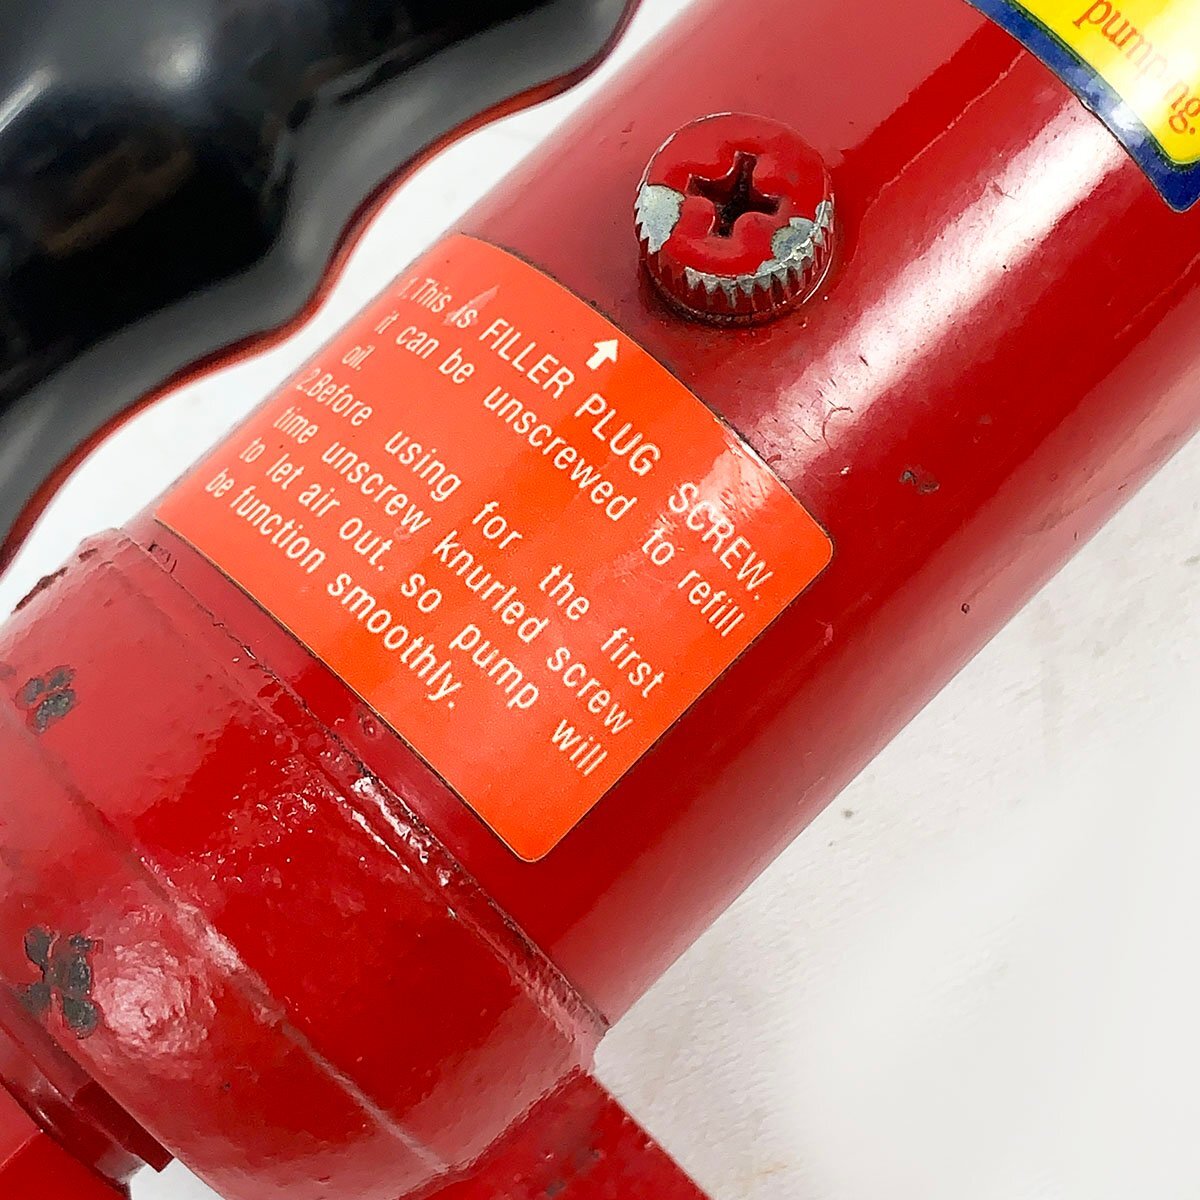 pumping.
1.This is FILLER PLUG SCREW.
it can be unscrewed to refill
oil.
2.Before using for the first
time unscrew knurled screw
to let air out. so pump will
be function smoothly.